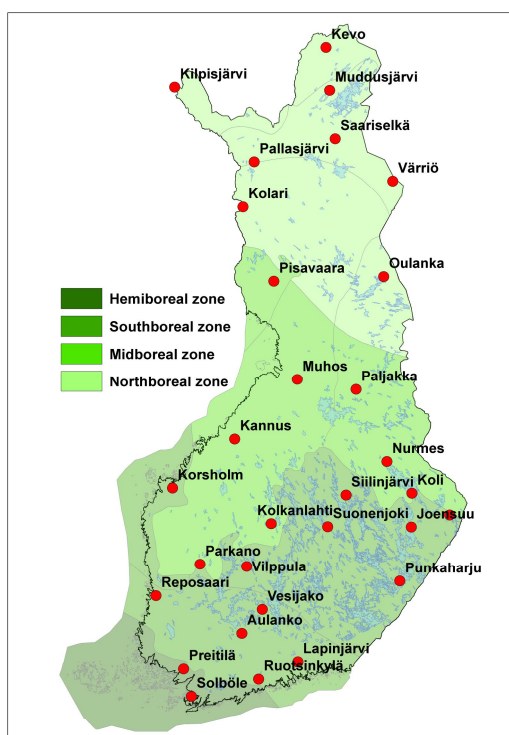 Kevo
Kilpisjärvi
Muddusjärvi
Saariselkä
Pallasjärvi
Värriö
Kolari
Pisavaara
Oulanka
Hemiboreal zone
Southboreal zone
Midboreal zone
Northboreal zone
Muhos
Paljakka
Kannus
Nurmes
Korsholm
Siilinjärvi
Koli
Kolkanlahti
Suonenjoki
Joensuu
Parkano
Vilppula
Punkaharju
Reposaari
Vesijako
Aulanko
Preitilä
Lapinjärvi
Ruotsinkylä
Solböle